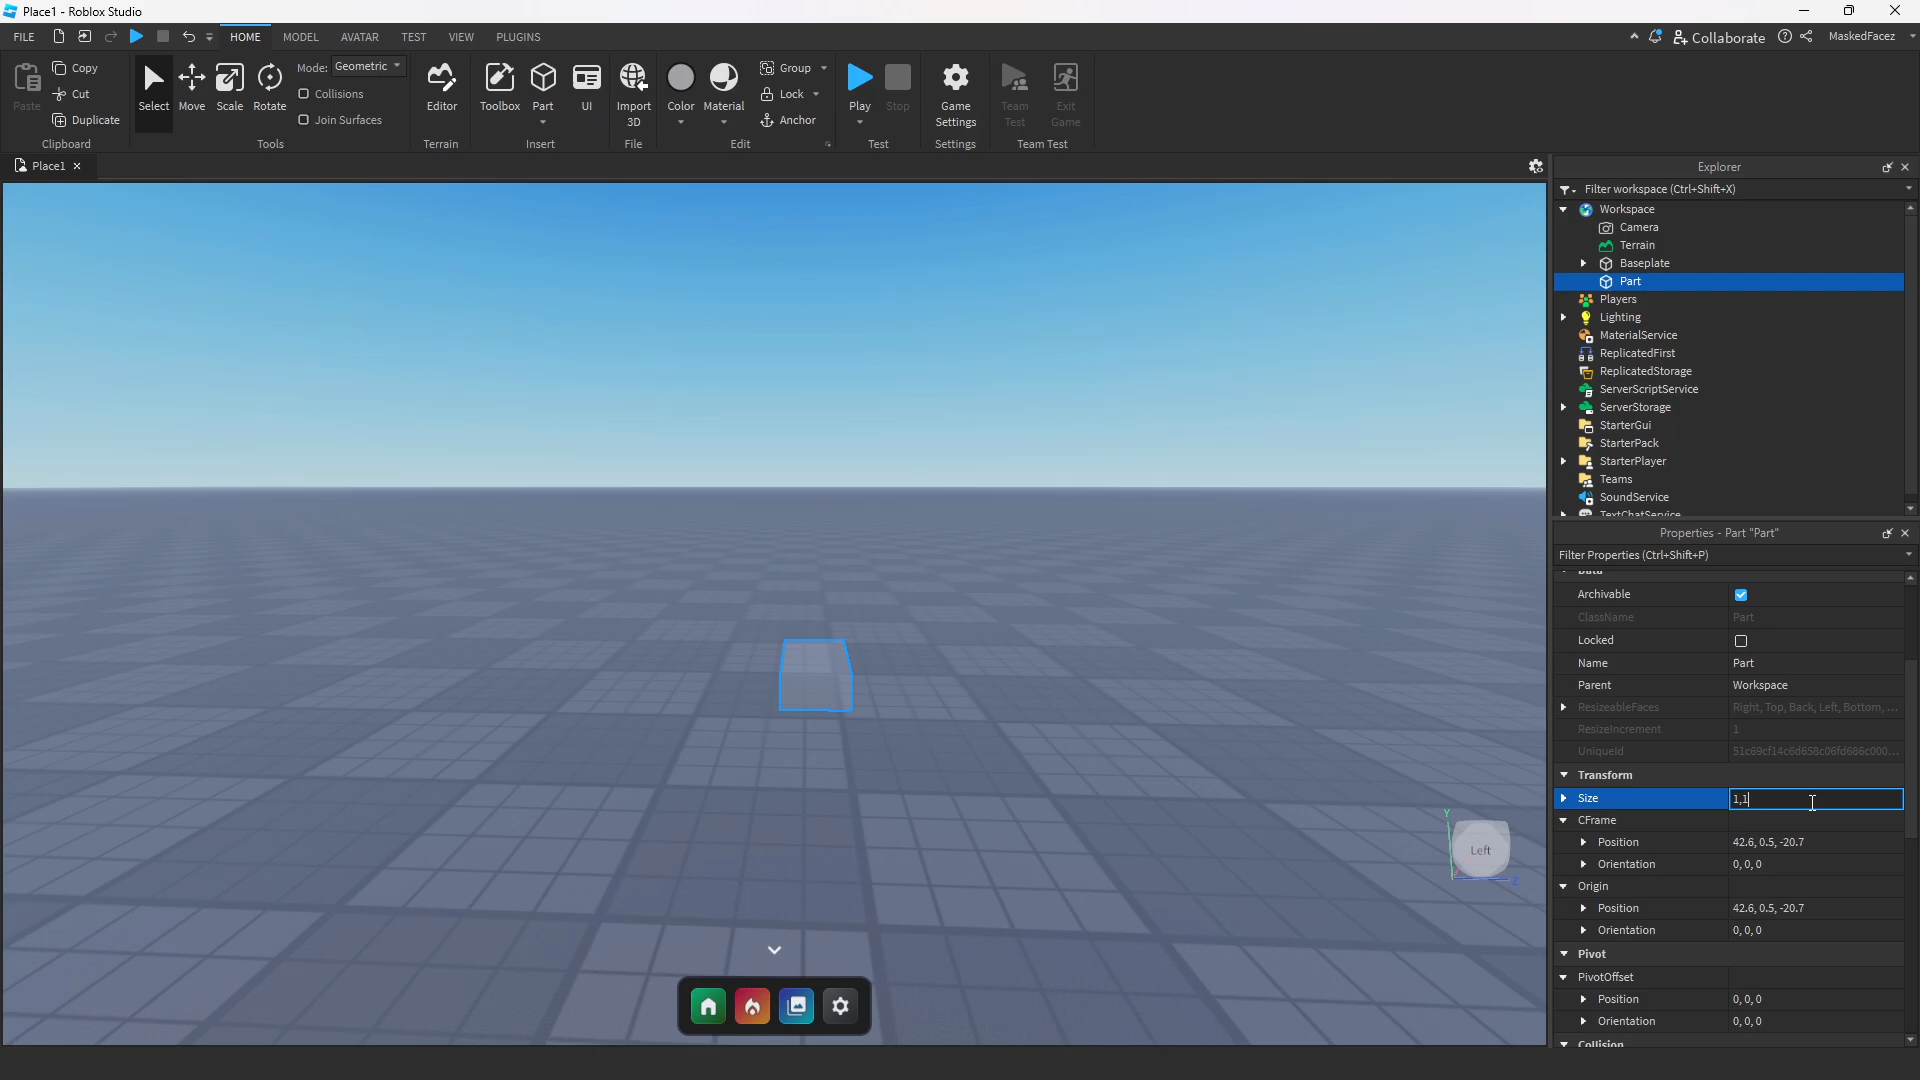 Place1 - Roblox Studio
FILE HOME MODEL AVATAR TEST VIEW PLUGINS Collaborate MaskedFacez
Paste Copy Cut Duplicate Clipboard
Select Move Scale Rotate Mode: Geometric Collisions Join Surfaces Tools
Editor Terrain
Toolbox Part UI Insert
Import 3D File
Color Material Group Lock Anchor Edit
Play Stop Test
Game Settings Settings
Team Test Exit Game Team Test
Place1
Explorer
Filter workspace (Ctrl+Shift+X)
Workspace
Camera
Terrain
Baseplate
Part
Players
Lighting
MaterialService
ReplicatedFirst
ReplicatedStorage
ServerScriptService
ServerStorage
StarterGui
StarterPack
StarterPlayer
Teams
SoundService
TextChatService
Properties - Part "Part"
Filter Properties (Ctrl+Shift+P)
Data
Archivable
ClassName Part
Locked
Name Part
Parent Workspace
ResizeableFaces Right, Top, Back, Left, Bottom, ...
ResizeIncrement 1
UniqueId 51c69cf14c6d658c06fd686c000...
Transform
Size 1,1
CFrame
Position 42.6, 0.5, -20.7
Orientation 0, 0, 0
Origin
Position 42.6, 0.5, -20.7
Orientation 0, 0, 0
Pivot
PivotOffset
Position 0, 0, 0
Orientation 0, 0, 0
Collision
Y
Left
Z